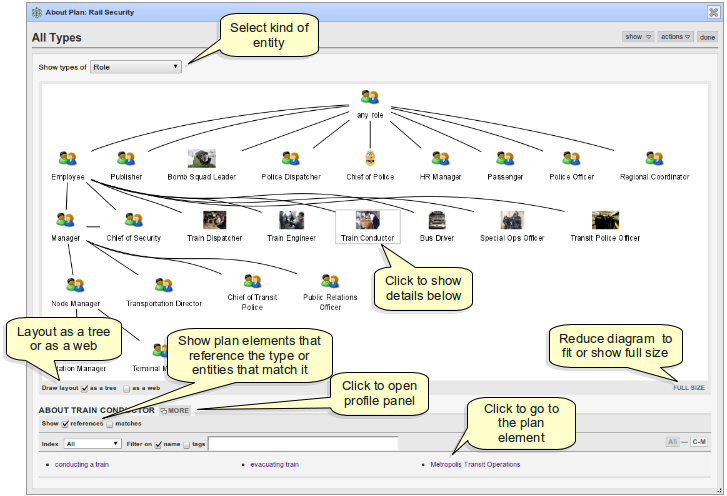 About Plan: Rail Security
Select kind of
entity
All Types
show
actions
done
Show types of
Role
any role
Employee
Publisher
Bomb Squad Leader
Police Dispatcher
Chief of Police
HR Manager
Passenger
Police Officer
Regional Coordinator
Manager
Chief of Security
Train Dispatcher
Train Engineer
Train Conductor
Bus Driver
Special Ops Officer
Transit Police Officer
Click to show
details below
Node Manager
Transportation Director
Chief of Transit
Police
Public Relations
Officer
Layout as a tree
or as a web
Show plan elements that
reference the type or
entities that match it
Reduce diagram to
fit or show full size
Manager
Draw layout
as a tree
as a web
FULL SIZE
Click to open
profile panel
ABOUT TRAIN CONDUCTOR
MORE
Click to go to
the plan
element
Show
references
matches
Index
All
Filter on
name
tags
All
C-M
conducting a train
evacuating train
Metropolis Transit Operations